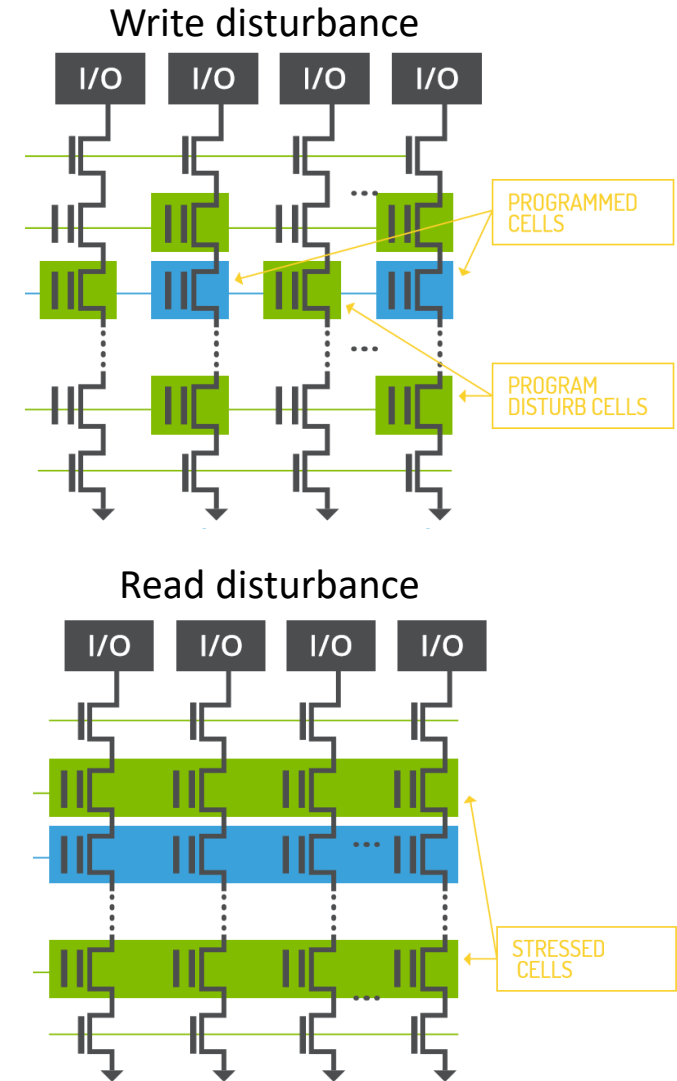 Write disturbance
I/O I/O I/O I/O
PROGRAMMED
CELLS
PROGRAM
DISTURB CELLS
Read disturbance
I/O I/O I/O I/O
STRESSED
CELLS